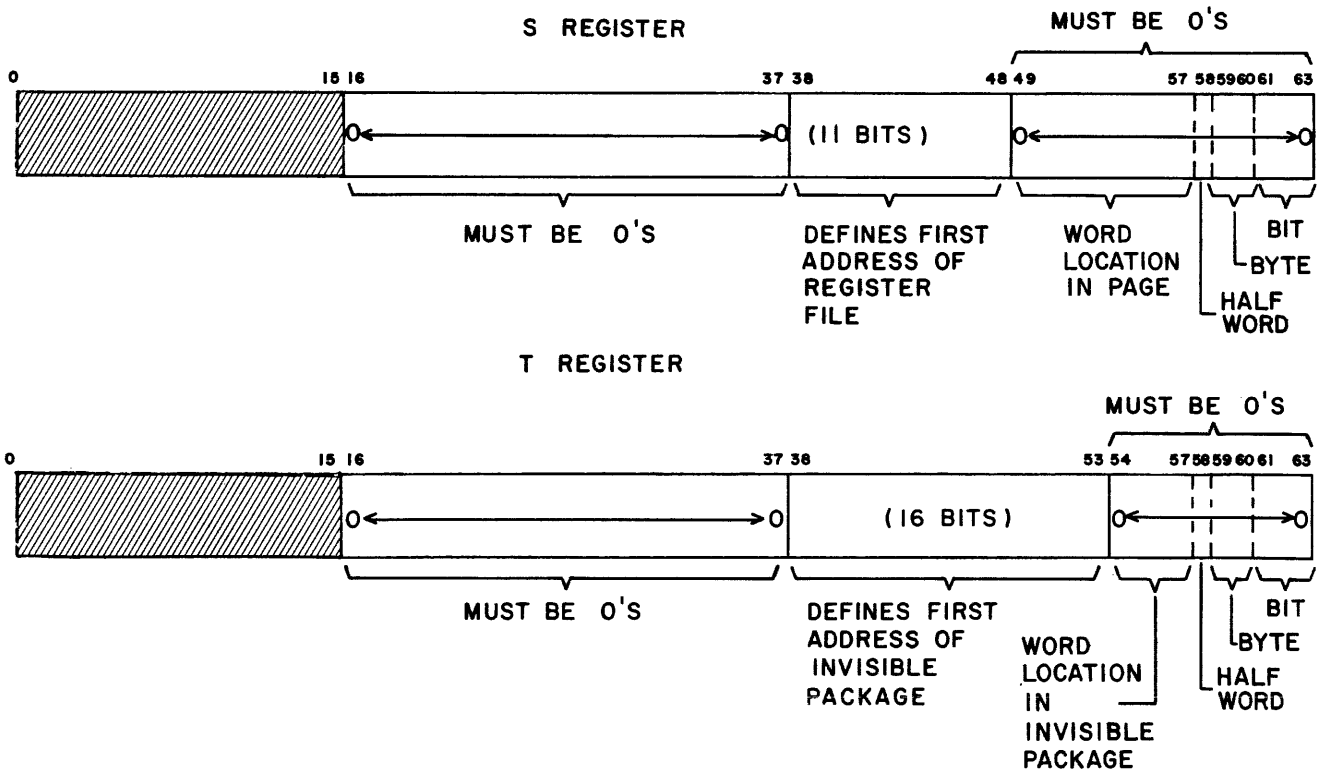 S REGISTER
MUST BE O'S
0 15 16 37 38 48 49 57 58 59 60 61 63
0 0 (11 BITS) 0 0
MUST BE O'S
DEFINES FIRST
ADDRESS OF
REGISTER
FILE
WORD
LOCATION
IN PAGE
BIT
BYTE
HALF
WORD
T REGISTER
MUST BE O'S
0 15 16 37 38 53 54 57 58 59 60 61 63
0 0 (16 BITS) 0 0
MUST BE O'S
DEFINES FIRST
ADDRESS OF
INVISIBLE
PACKAGE
WORD
LOCATION
IN
INVISIBLE
PACKAGE
BIT
BYTE
HALF
WORD